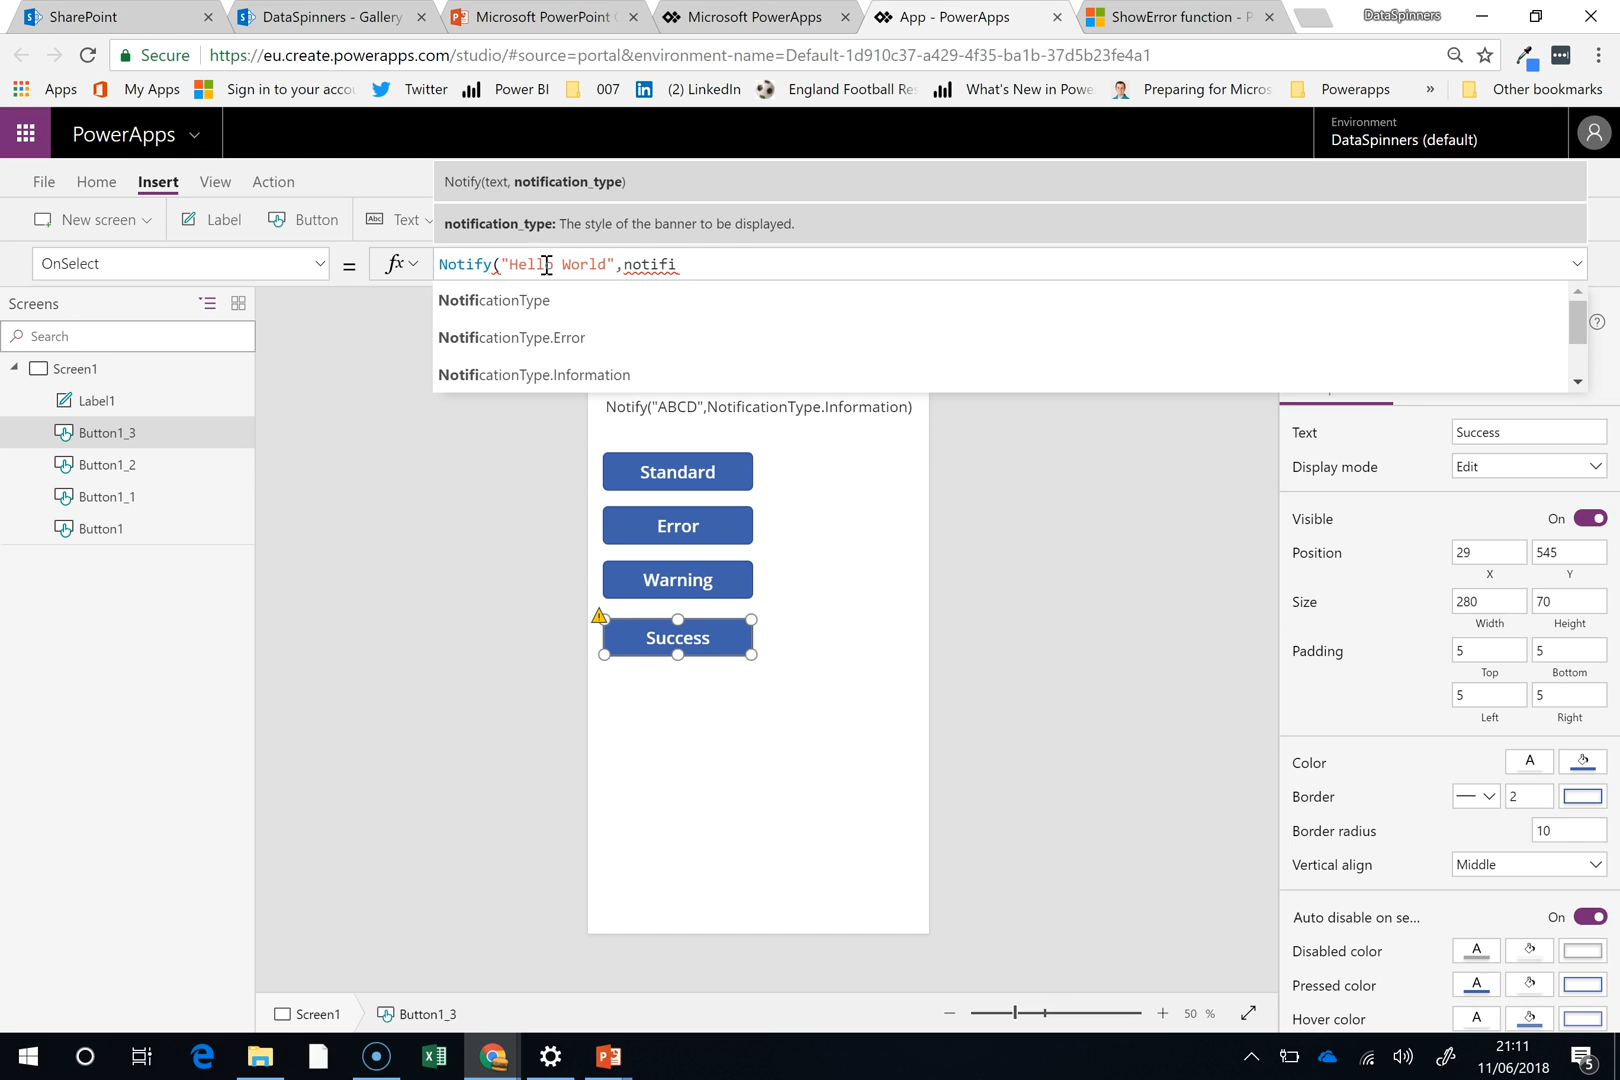 SharePoint
DataSpinners - Gallery
Microsoft PowerPoint
Microsoft PowerApps
App - PowerApps
ShowError function - P
DataSpinners
Secure
https://eu.create.powerapps.com/studio/#source=portal&environment-name=Default-1d910c37-a429-4f35-ba1b-37d5b23fe4a1
Apps
My Apps
Sign in to your accou
Twitter
Power BI
007
(2) LinkedIn
England Football Res
What's New in Powe
Preparing for Micros
Powerapps
»
Other bookmarks
PowerApps
Environment
DataSpinners (default)
File
Home
Insert
View
Action
Notify(text, notification_type)
New screen
Label
Button
Abc Text
notification_type: The style of the banner to be displayed.
OnSelect
=
fx
Notify("Hello World",notifi
Screens
NotificationType
Search
NotificationType.Error
Screen1
NotificationType.Information
Label1
Notify("ABCD",NotificationType.Information)
Button1_3
Button1_2
Button1_1
Button1
Standard
Error
Warning
Success
Text
Success
Display mode
Edit
Visible
On
Position
29
545
X
Y
Size
280
70
Width
Height
Padding
5
5
Top
Bottom
5
5
Left
Right
Color
A
Border
2
Border radius
10
Vertical align
Middle
Auto disable on se...
On
Disabled color
A
Pressed color
A
Hover color
A
Screen1
Button1_3
50 %
21:11
11/06/2018
5